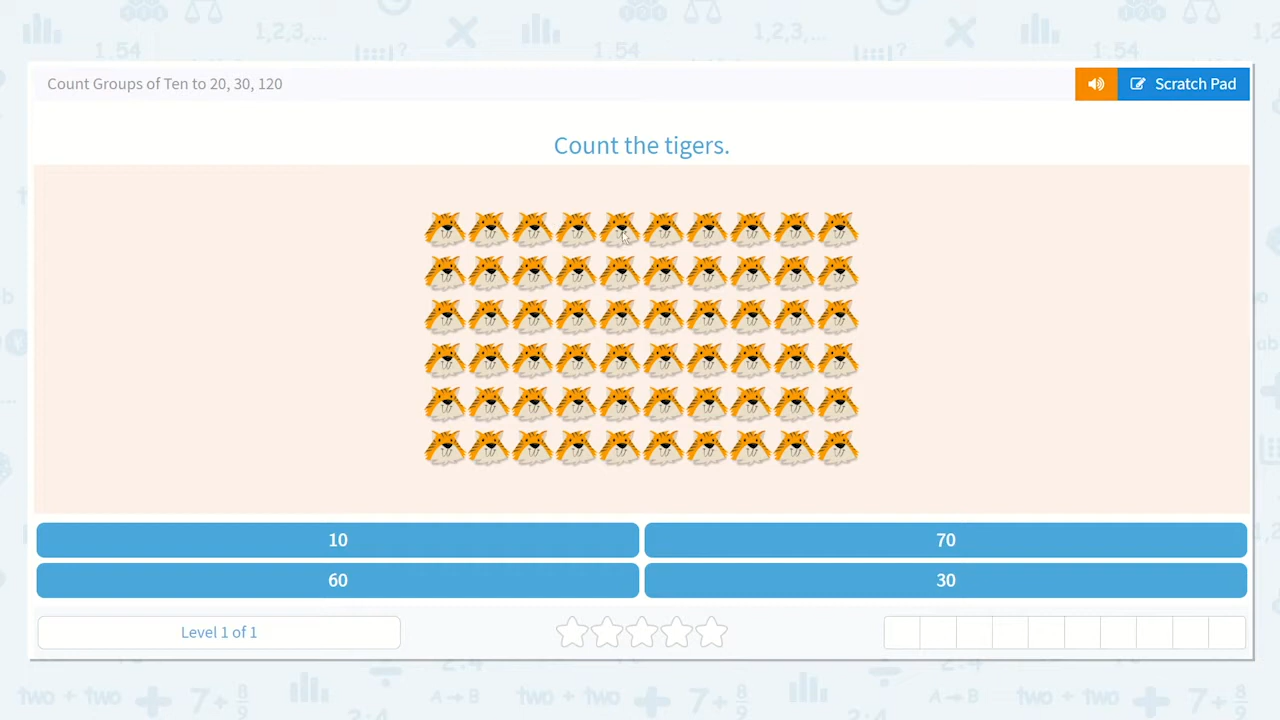 Count Groups of Ten to 20, 30, 120
Scratch Pad
Count the tigers.
10
70
60
30
Level 1 of 1